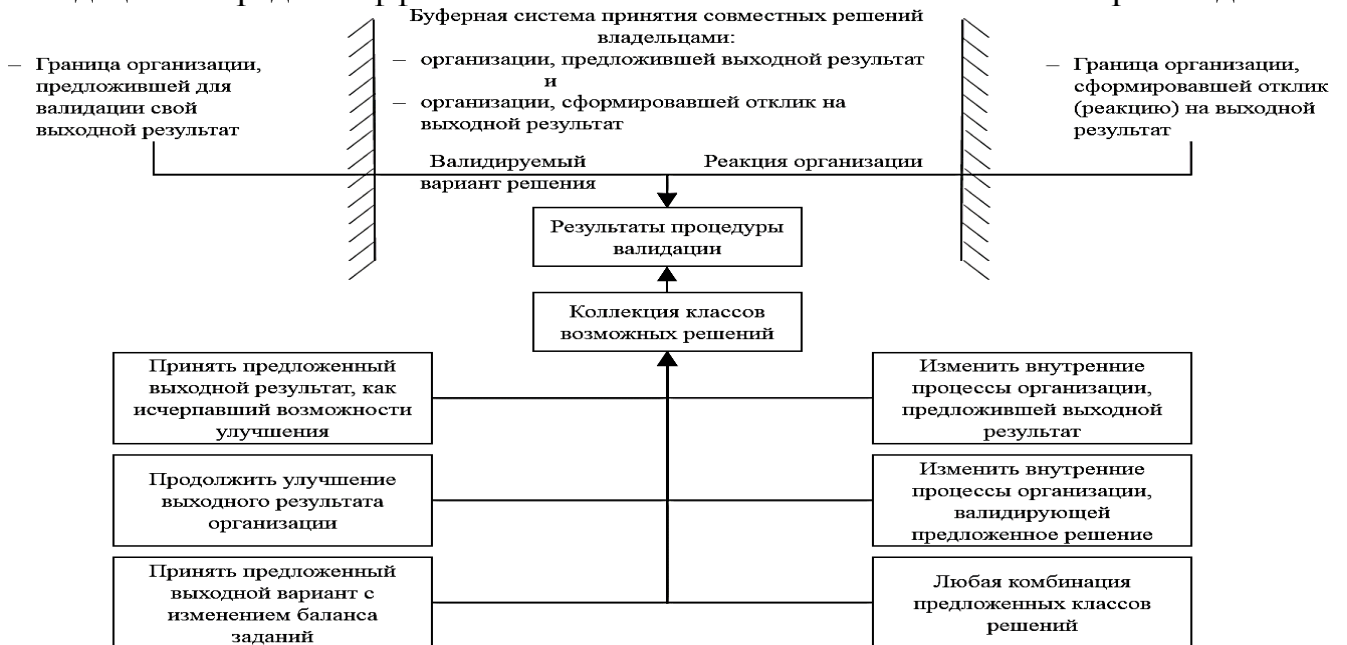 Буферная система принятия совместных решений
владельцами:
– организации, предложившей выходной результат
и
– организации, сформировавшей отклик на
выходной результат
– Граница организации,
предложившей для
валидации свой
выходной результат
– Граница организации,
сформировавшей отклик
(реакцию) на выходной
результат
Валидируемый
вариант решения
Реакция организации
Результаты процедуры
валидации
Коллекция классов
возможных решений
Принять предложенный
выходной результат, как
исчерпавший возможности
улучшения
Изменить внутренние
процессы организации,
предложившей выходной
результат
Продолжить улучшение
выходного результата
организации
Изменить внутренние
процессы организации,
валидирующей
предложенное решение
Принять предложенный
выходной вариант с
изменением баланса
заданий
Любая комбинация
предложенных классов
решений